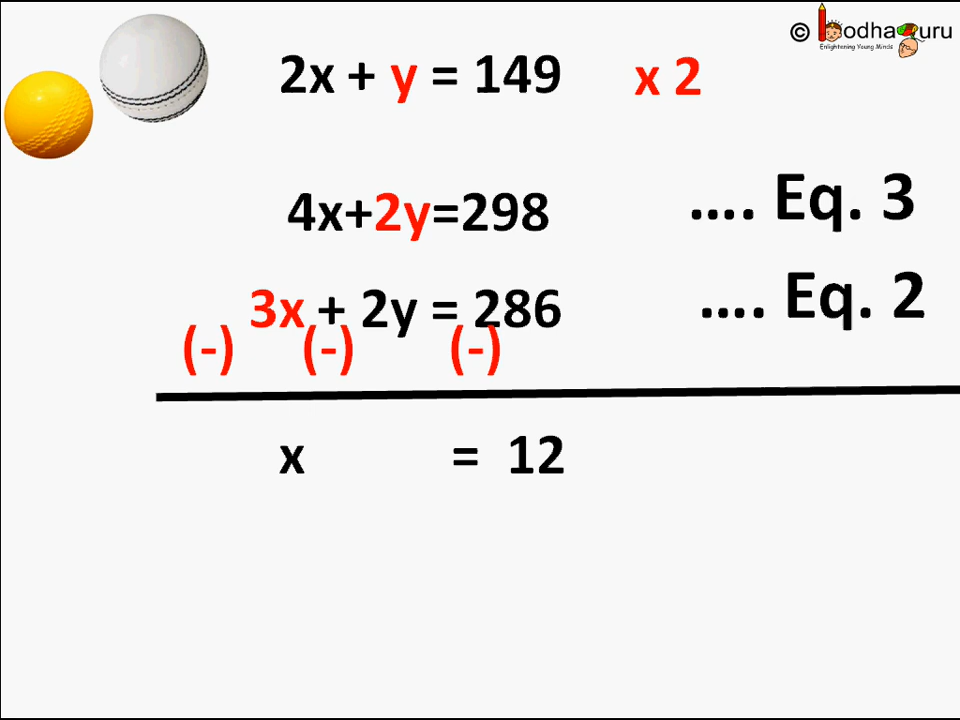 © BodhaGuru
Enlightening Young Minds
2x + y = 149 x 2
4x+2y=298 .... Eq. 3
3x + 2y = 286 .... Eq. 2
(-) (-) (-)
x = 12